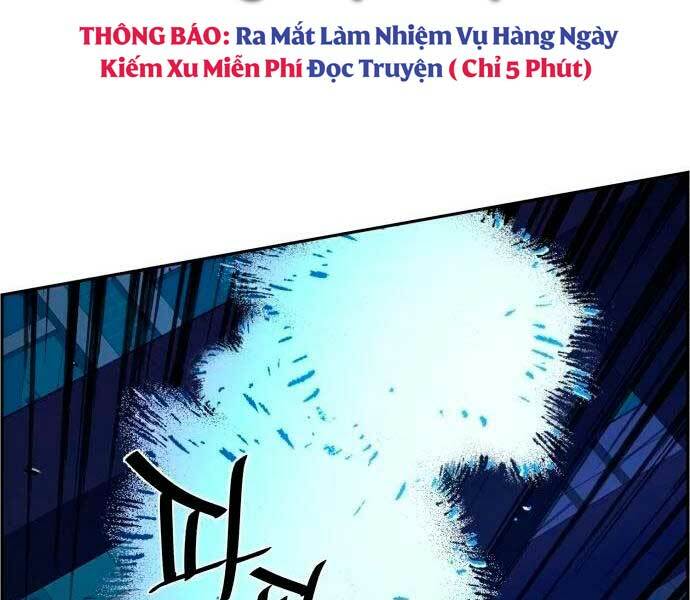 THÔNG BÁO: Ra Mắt Làm Nhiệm Vụ Hàng Ngày
Kiếm Xu Miễn Phí Đọc Truyện ( Chỉ 5 Phút)